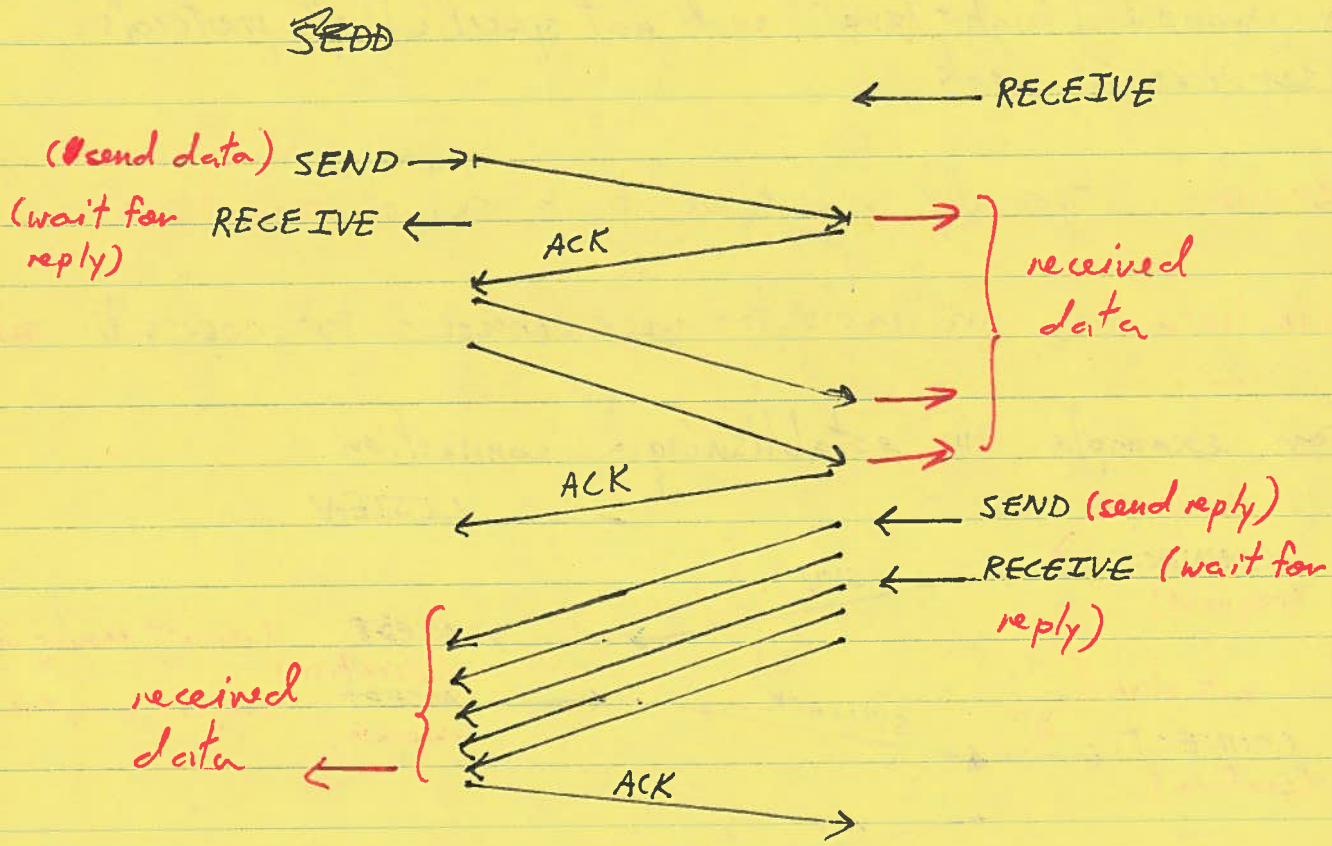 RECEIVE
(send data) SEND
(wait for RECEIVE
reply)
ACK
received
data
ACK
SEND (send reply)
RECEIVE (wait for
reply)
received
data
ACK